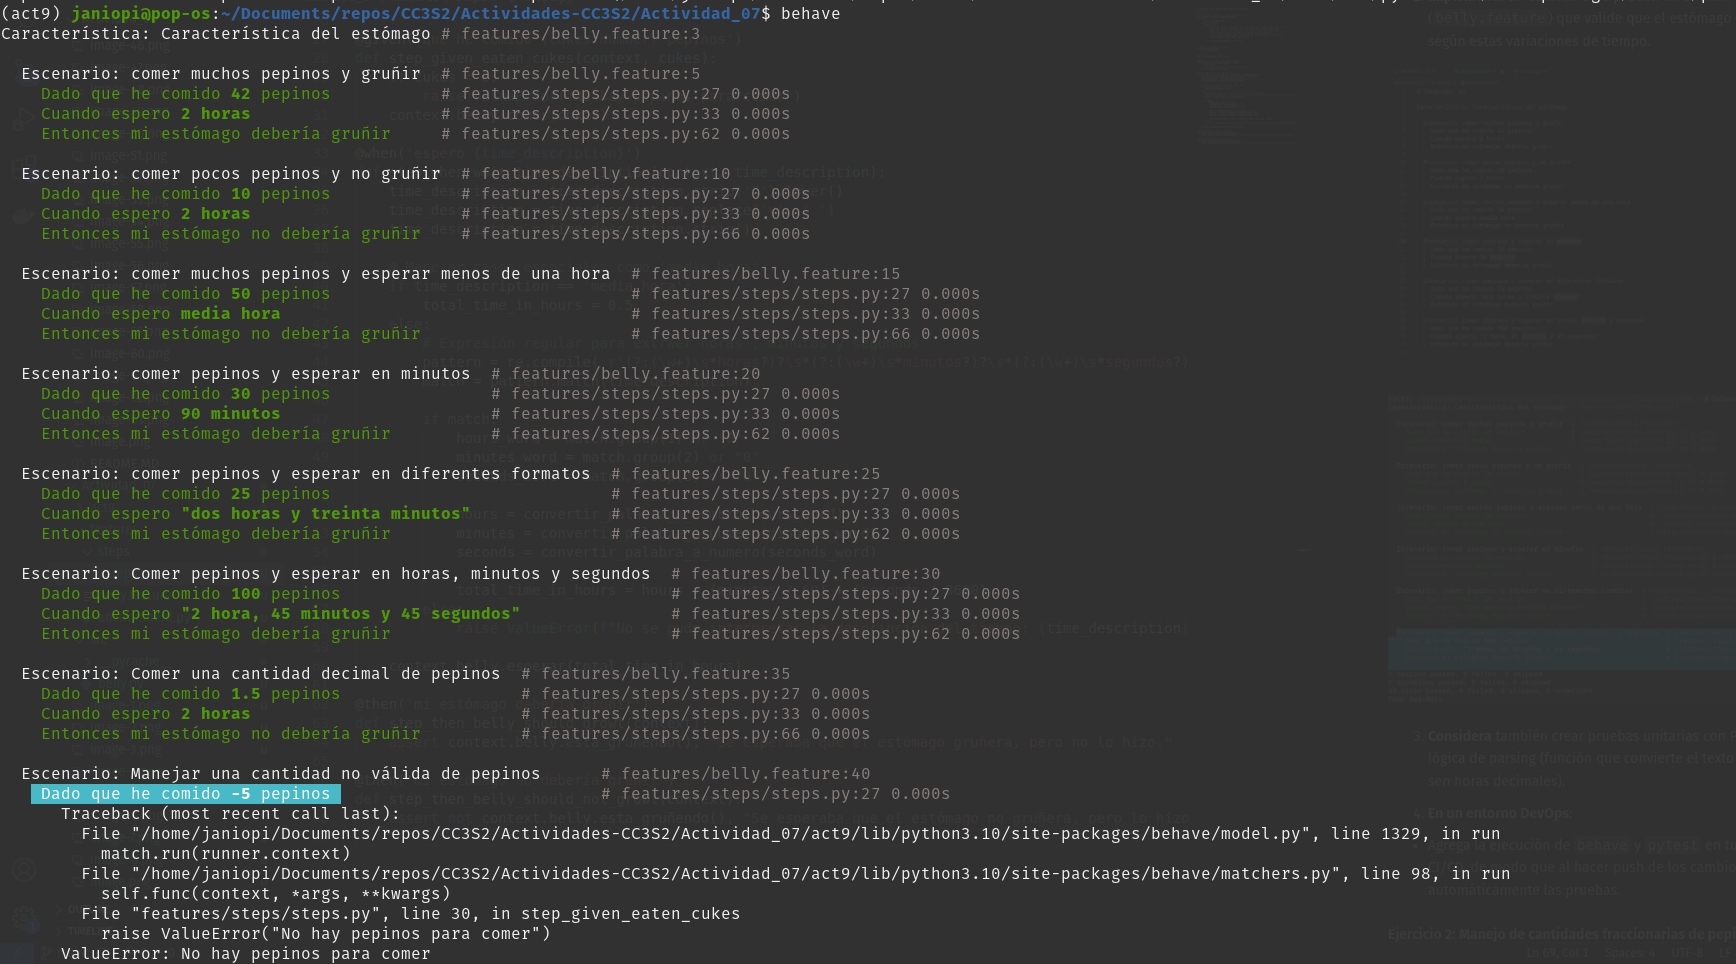 (act9) janiopi@pop-os:~/Documents/repos/CC3S2/Actividades-CC3S2/Actividad_07$ behave
Característica: Característica del estómago # features/belly.feature:3
Escenario: comer muchos pepinos y gruñir  # features/belly.feature:5
Dado que he comido 42 pepinos # features/steps/steps.py:27 0.000s
Cuando espero 2 horas # features/steps/steps.py:33 0.000s
Entonces mi estómago debería gruñir # features/steps/steps.py:62 0.000s
Escenario: comer pocos pepinos y no gruñir  # features/belly.feature:10
Dado que he comido 10 pepinos # features/steps/steps.py:27 0.000s
Cuando espero 2 horas # features/steps/steps.py:33 0.000s
Entonces mi estómago no debería gruñir # features/steps/steps.py:66 0.000s
Escenario: comer muchos pepinos y esperar menos de una hora  # features/belly.feature:15
Dado que he comido 50 pepinos # features/steps/steps.py:27 0.000s
Cuando espero media hora # features/steps/steps.py:33 0.000s
Entonces mi estómago no debería gruñir # features/steps/steps.py:66 0.000s
Escenario: comer pepinos y esperar en minutos  # features/belly.feature:20
Dado que he comido 30 pepinos # features/steps/steps.py:27 0.000s
Cuando espero 90 minutos # features/steps/steps.py:33 0.000s
Entonces mi estómago debería gruñir # features/steps/steps.py:62 0.000s
Escenario: comer pepinos y esperar en diferentes formatos  # features/belly.feature:25
Dado que he comido 25 pepinos # features/steps/steps.py:27 0.000s
Cuando espero "dos horas y treinta minutos" # features/steps/steps.py:33 0.000s
Entonces mi estómago debería gruñir # features/steps/steps.py:62 0.000s
Escenario: Comer pepinos y esperar en horas, minutos y segundos  # features/belly.feature:30
Dado que he comido 100 pepinos # features/steps/steps.py:27 0.000s
Cuando espero "2 hora, 45 minutos y 45 segundos" # features/steps/steps.py:33 0.000s
Entonces mi estómago debería gruñir # features/steps/steps.py:62 0.000s
Escenario: Comer una cantidad decimal de pepinos  # features/belly.feature:35
Dado que he comido 1.5 pepinos # features/steps/steps.py:27 0.000s
Cuando espero 2 horas # features/steps/steps.py:33 0.000s
Entonces mi estómago no debería gruñir # features/steps/steps.py:66 0.000s
Escenario: Manejar una cantidad no válida de pepinos # features/belly.feature:40
Dado que he comido -5 pepinos # features/steps/steps.py:27 0.000s
Traceback (most recent call last):
File "/home/janiopi/Documents/repos/CC3S2/Actividades-CC3S2/Actividad_07/act9/lib/python3.10/site-packages/behave/model.py", line 1329, in run
match.run(runner.context)
File "/home/janiopi/Documents/repos/CC3S2/Actividades-CC3S2/Actividad_07/act9/lib/python3.10/site-packages/behave/matchers.py", line 98, in run
self.func(context, *args, **kwargs)
File "features/steps/steps.py", line 30, in step_given_eaten_cukes
raise ValueError("No hay pepinos para comer")
ValueError: No hay pepinos para comer